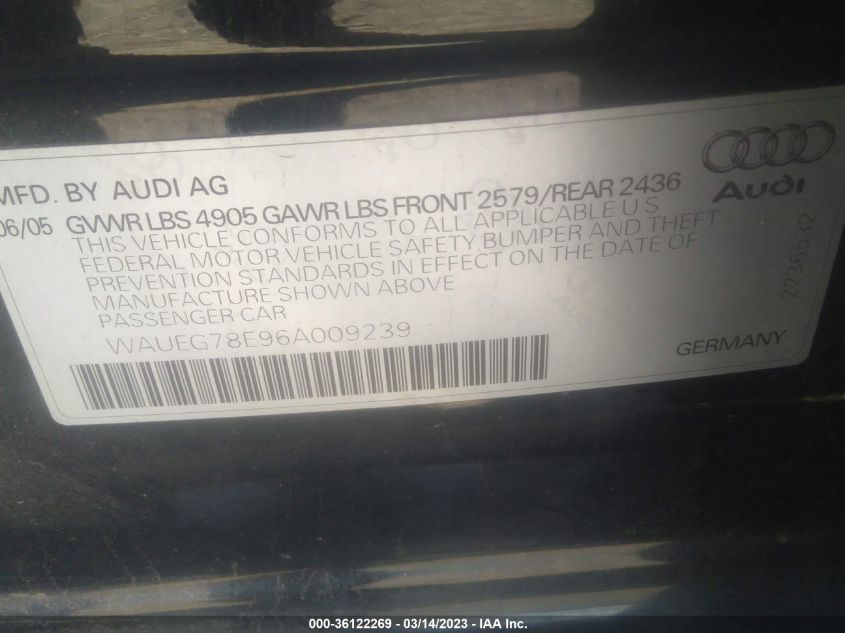 MFD. BY AUDI AG
Audi
06/05 GVWR LBS 4905 GAWR LBS FRONT 2579/REAR 2436
THIS VEHICLE CONFORMS TO ALL APPLICABLE U S
FEDERAL MOTOR VEHICLE SAFETY BUMPER AND THEFT
PREVENTION STANDARDS IN EFFECT ON THE DATE OF
MANUFACTURE SHOWN ABOVE
PASSENGER CAR
WAUEG78E96A009239
GERMANY
2236532
000-36122269 - 03/14/2023 - IAA Inc.